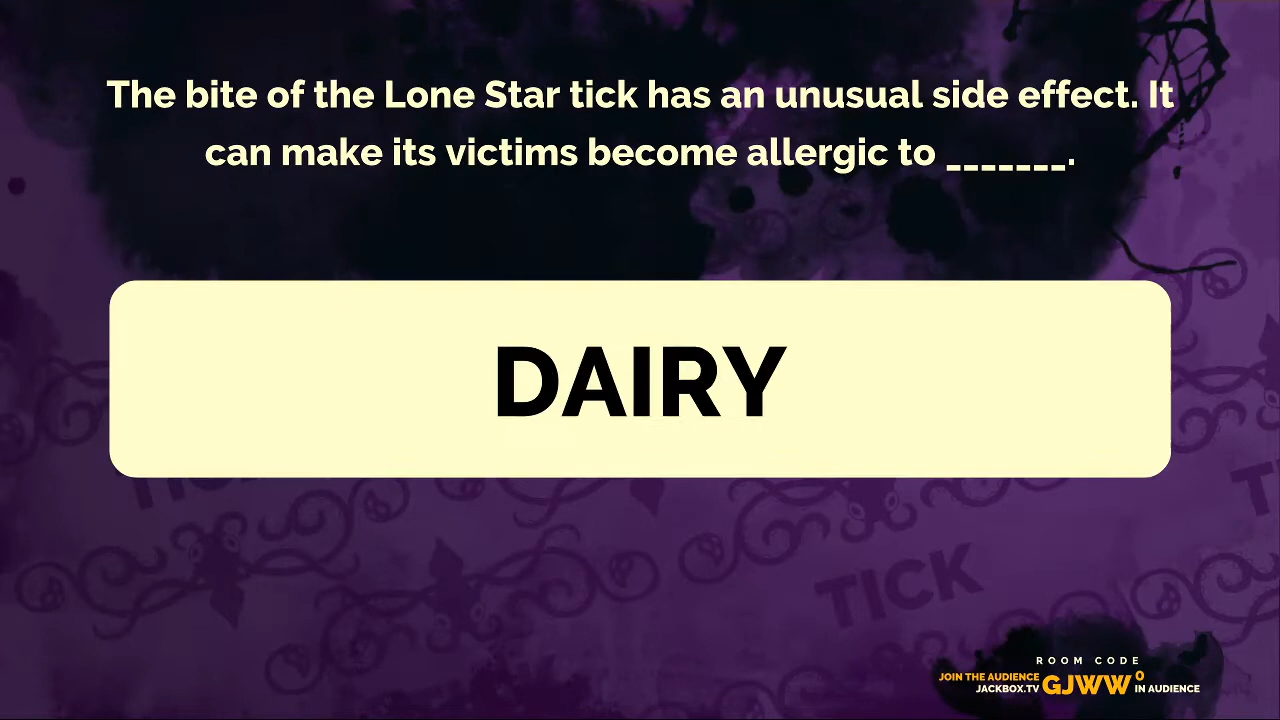 The bite of the Lone Star tick has an unusual side effect. It
can make its victims become allergic to _______.
DAIRY
TICK
ROOM CODE
JOIN THE AUDIENCE
JACKBOX.TV
GJWW
0
IN AUDIENCE